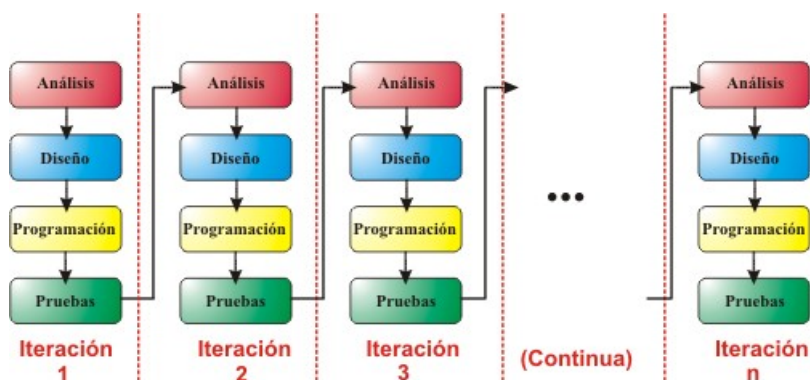 Análisis
Diseño
Programación
Pruebas
Iteración
1
Análisis
Diseño
Programación
Pruebas
Iteración
2
Análisis
Diseño
Programación
Pruebas
Iteración
3
...
(Continua)
Análisis
Diseño
Programación
Pruebas
Iteración
n